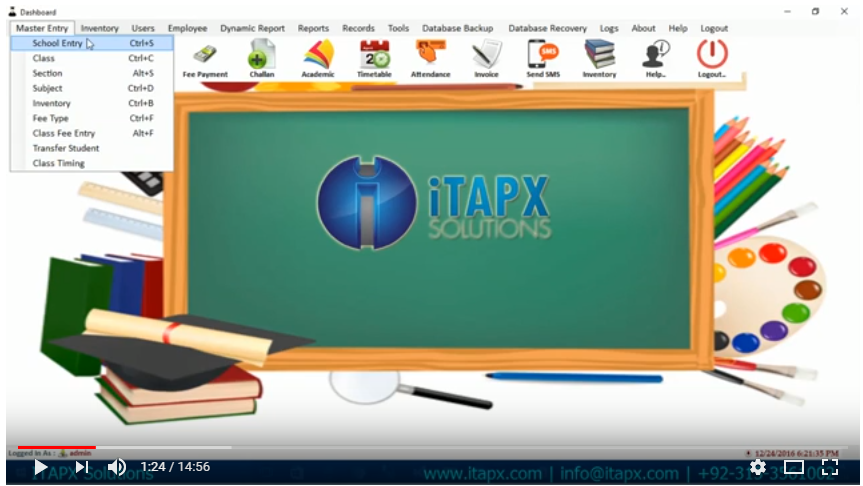 Dashboard
Master Entry Inventory Users Employee Dynamic Report Reports Records Tools Database Backup Database Recovery Logs About Help Logout
School Entry Ctrl+S
Class Ctrl+C
Section Alt+S
Subject Ctrl+D
Inventory Ctrl+B
Fee Type Ctrl+F
Class Fee Entry Alt+F
Transfer Student
Class Timing
Fee Payment Challan Academic Timetable Attendance Invoice Send SMS Inventory Help.. Logout..
SMS
iTAPX
SOLUTIONS
Logged In As : admin
12/24/2016 6:21:35 PM
1:24 / 14:56
iTAPX Solutions
www.itapx.com | info@itapx.com |